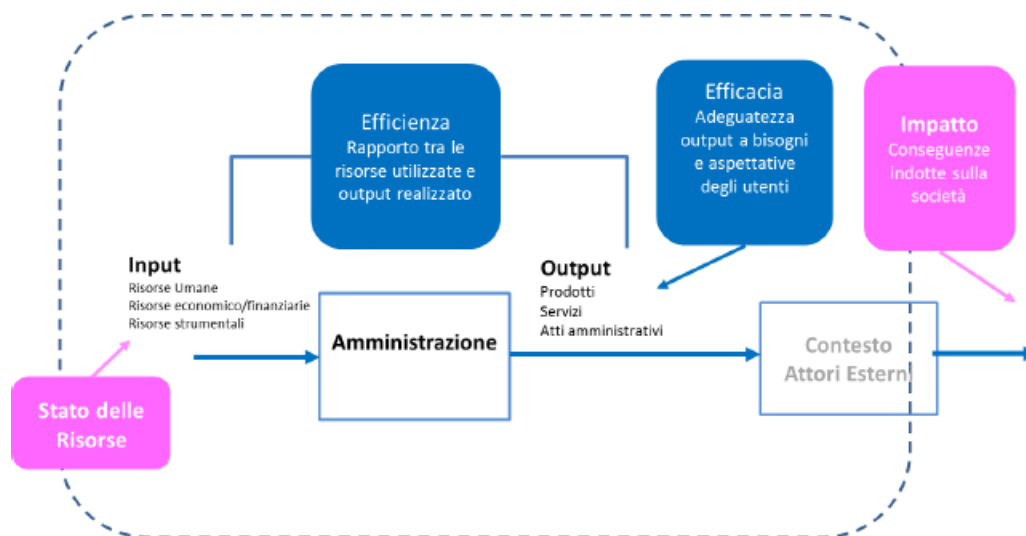 Efficienza
Rapporto tra le
risorse utilizzate e
output realizzato
Efficacia
Adeguatezza
output a bisogni
e aspettative
degli utenti
Impatto
Conseguenze
indotte sulla
società
Input
Risorse Umane
Risorse economico/finanziarie
Risorse strumentali
Output
Prodotti
Servizi
Atti amministrativi
Amministrazione
Contesto
Attori Esterni
Stato delle
Risorse